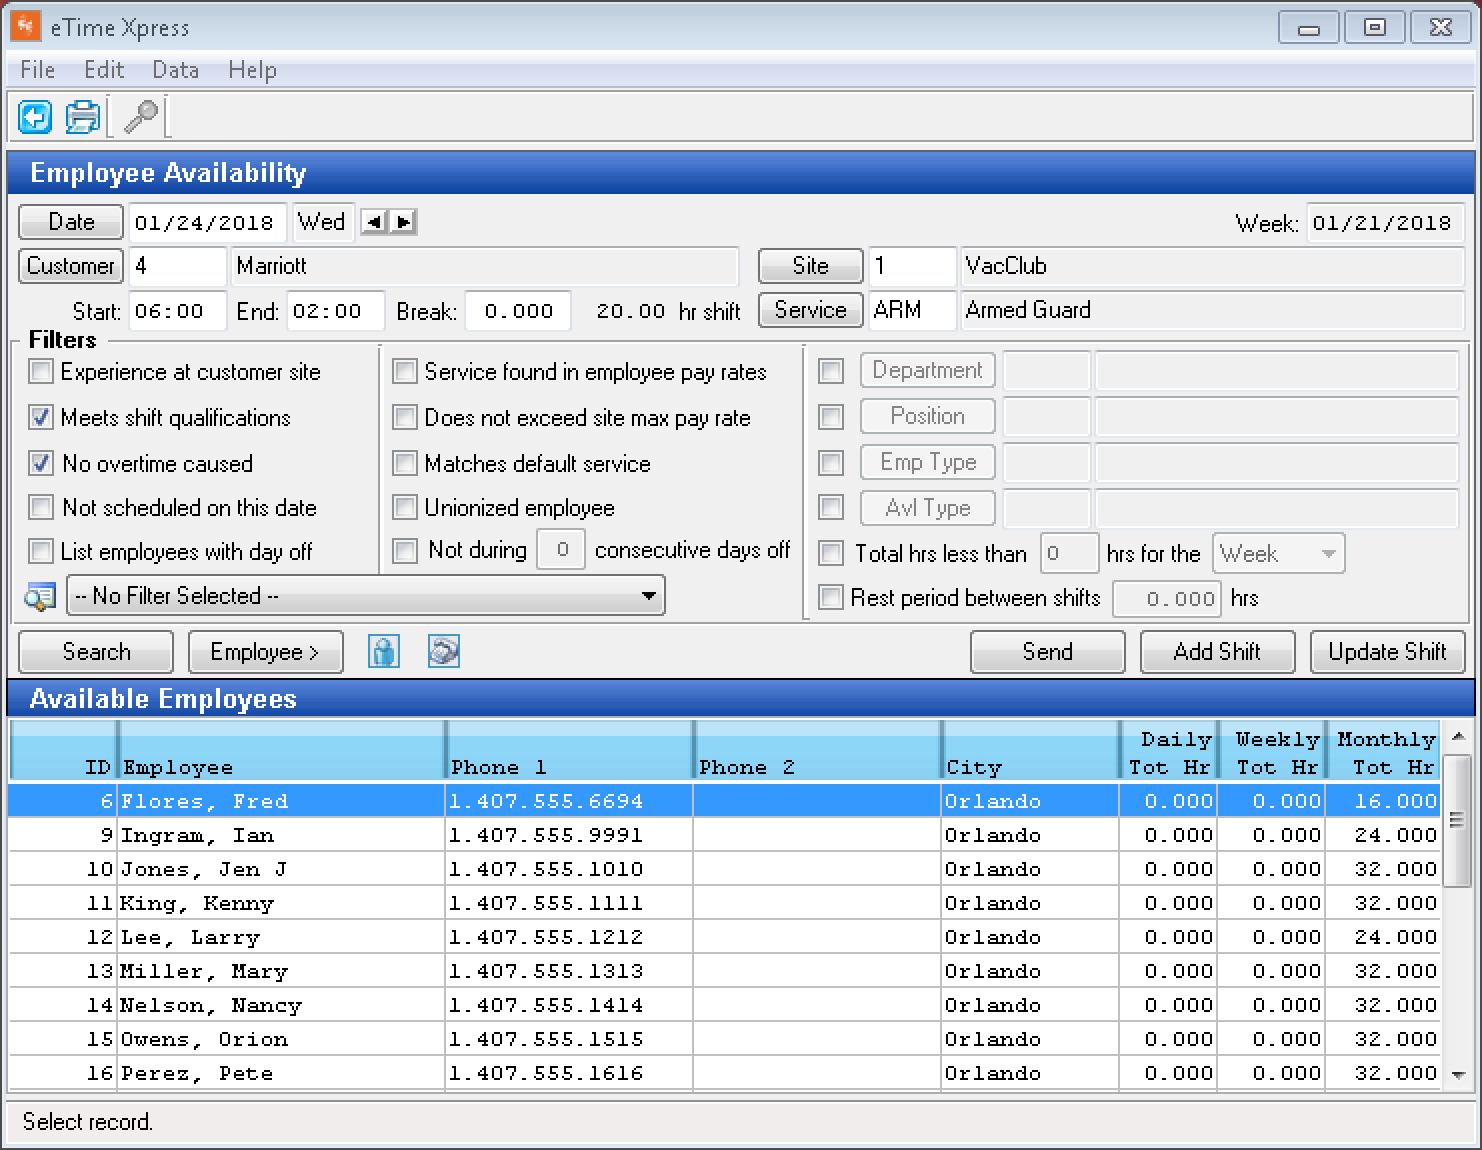 eTime Xpress
File Edit Data Help
Employee Availability
Date 01/24/2018 Wed Week: 01/21/2018
Customer 4 Marriott Site 1 VacClub
Start: 06:00 End: 02:00 Break: 0.000 20.00 hr shift Service ARM Armed Guard
Filters
Experience at customer site Service found in employee pay rates Department
Meets shift qualifications Does not exceed site max pay rate Position
No overtime caused Matches default service Emp Type
Not scheduled on this date Unionized employee Avl Type
List employees with day off Not during 0 consecutive days off Total hrs less than 0 hrs for the Week
-- No Filter Selected -- Rest period between shifts 0.000 hrs
Search Employee > Send Add Shift Update Shift
Available Employees
Daily Weekly Monthly
ID Employee Phone 1 Phone 2 City Tot Hr Tot Hr Tot Hr
6 Flores, Fred 1.407.555.6694 Orlando 0.000 0.000 16.000
9 Ingram, Ian 1.407.555.9991 Orlando 0.000 0.000 24.000
10 Jones, Jen J 1.407.555.1010 Orlando 0.000 0.000 32.000
11 King, Kenny 1.407.555.1111 Orlando 0.000 0.000 32.000
12 Lee, Larry 1.407.555.1212 Orlando 0.000 0.000 24.000
13 Miller, Mary 1.407.555.1313 Orlando 0.000 0.000 32.000
14 Nelson, Nancy 1.407.555.1414 Orlando 0.000 0.000 32.000
15 Owens, Orion 1.407.555.1515 Orlando 0.000 0.000 32.000
16 Perez, Pete 1.407.555.1616 Orlando 0.000 0.000 32.000
Select record.